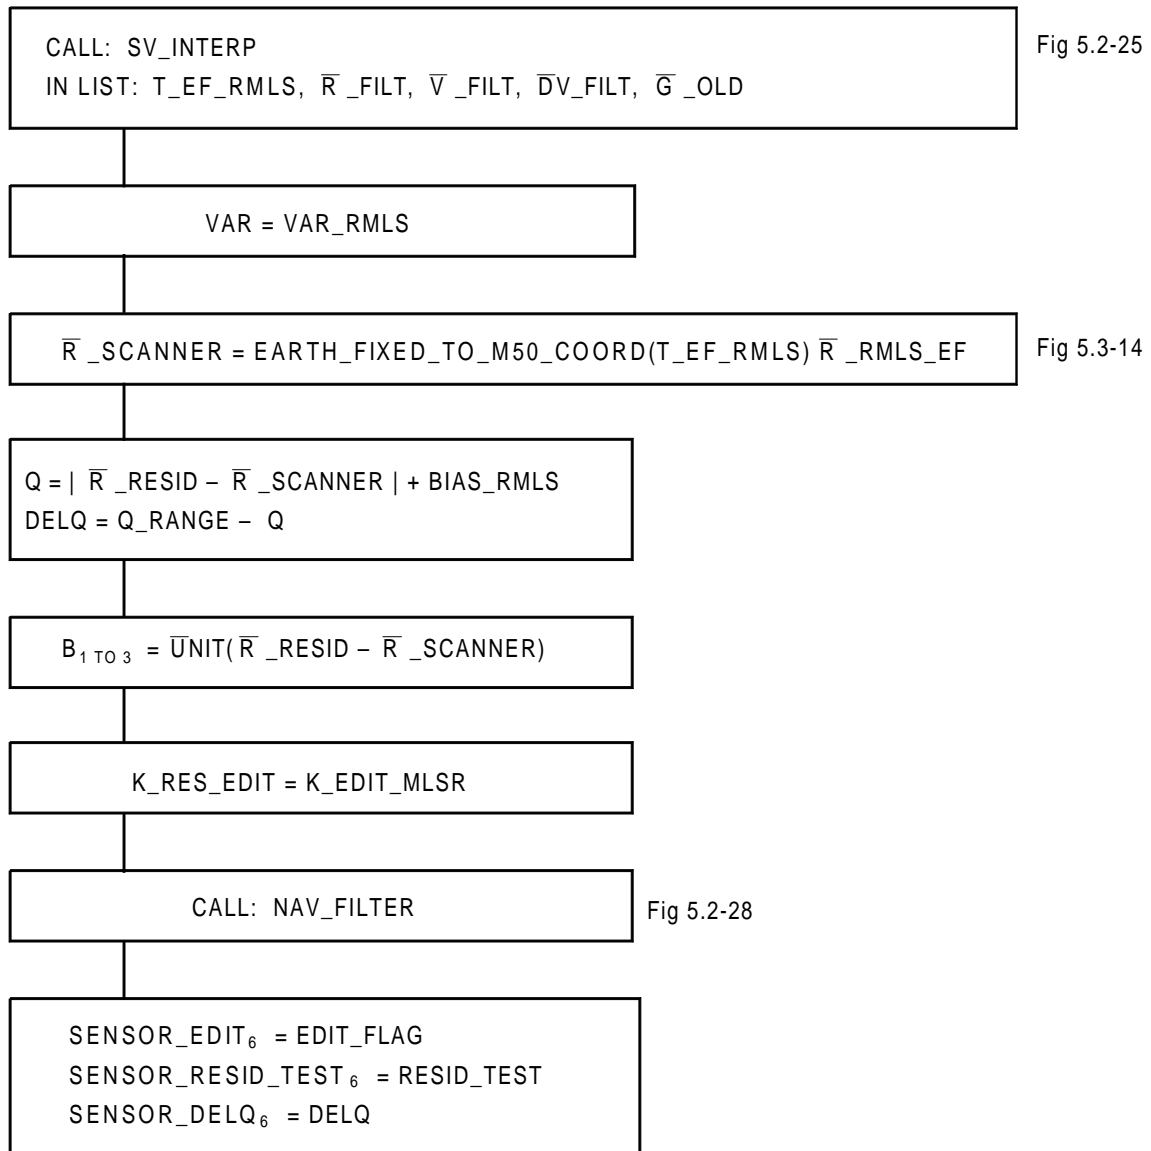 CALL: SV_INTERP
Fig 5.2-25
IN LIST: T_EF_RMLS, R̅_FILT, V̅_FILT, D̅V_FILT, G̅_OLD
VAR = VAR_RMLS
R̅_SCANNER = EARTH_FIXED_TO_M50_COORD(T_EF_RMLS) R̅_RMLS_EF
Fig 5.3-14
Q = | R̅_RESID – R̅_SCANNER | + BIAS_RMLS
DELQ = Q_RANGE – Q
B₁ TO ₃ = U̅NIT( R̅_RESID – R̅_SCANNER)
K_RES_EDIT = K_EDIT_MLSR
CALL: NAV_FILTER
Fig 5.2-28
SENSOR_EDIT₆ = EDIT_FLAG
SENSOR_RESID_TEST₆ = RESID_TEST
SENSOR_DELQ₆ = DELQ